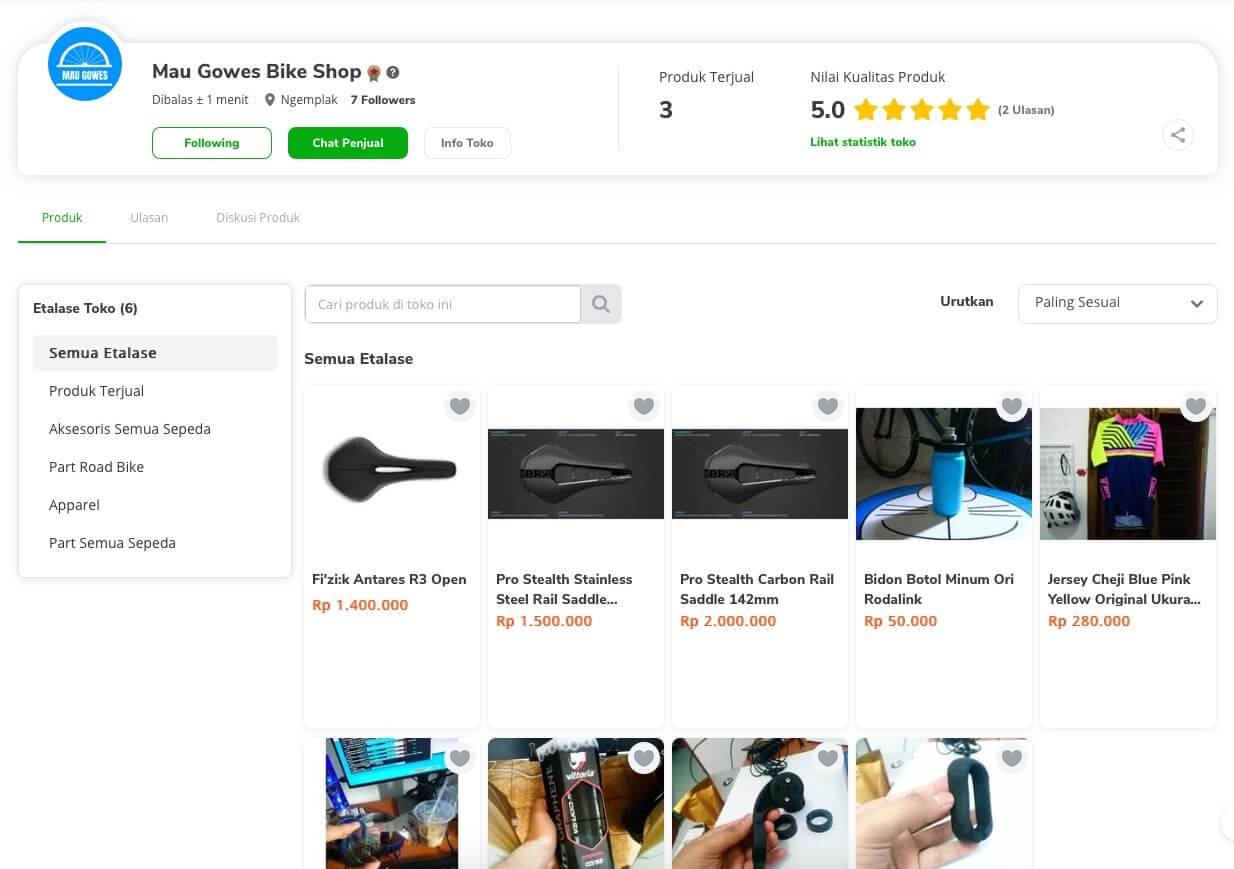 MAU GOWES
Mau Gowes Bike Shop
Dibalas ± 1 menit
Ngemplak
7 Followers
Following
Chat Penjual
Info Toko
Produk Terjual
3
Nilai Kualitas Produk
5.0
(2 Ulasan)
Lihat statistik toko
Produk
Ulasan
Diskusi Produk
Etalase Toko (6)
Semua Etalase
Produk Terjual
Aksesoris Semua Sepeda
Part Road Bike
Apparel
Part Semua Sepeda
Cari produk di toko ini
Urutkan
Paling Sesuai
Semua Etalase
Fi'zi:k Antares R3 Open
Rp 1.400.000
Pro Stealth Stainless
Steel Rail Saddle...
Rp 1.500.000
Pro Stealth Carbon Rail
Saddle 142mm
Rp 2.000.000
Bidon Botol Minum Ori
Rodalink
Rp 50.000
Jersey Cheji Blue Pink
Yellow Original Ukura...
Rp 280.000
vittoria
CORSA
GRAPHENE